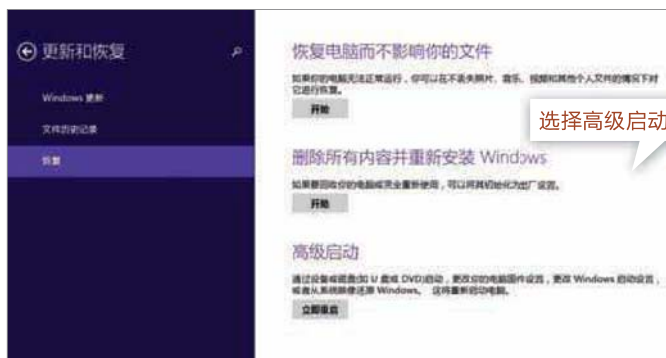 更新和恢复
Windows 更新
文件历史记录
恢复
恢复电脑而不影响你的文件
如果你的电脑无法正常运行，你可以在不丢失照片、音乐、视频和其他个人文件的情况下对
它进行恢复。
开始
选择高级启动
删除所有内容并重新安装 Windows
如果要回收你的电脑或完全重新使用，可以将其初始化为出厂设置。
开始
高级启动
通过设备或磁盘(如 U 盘或 DVD)启动，更改你的电脑固件设置，更改 Windows 启动设置，
或者从系统映像还原 Windows。 这将重新启动电脑。
立即重启